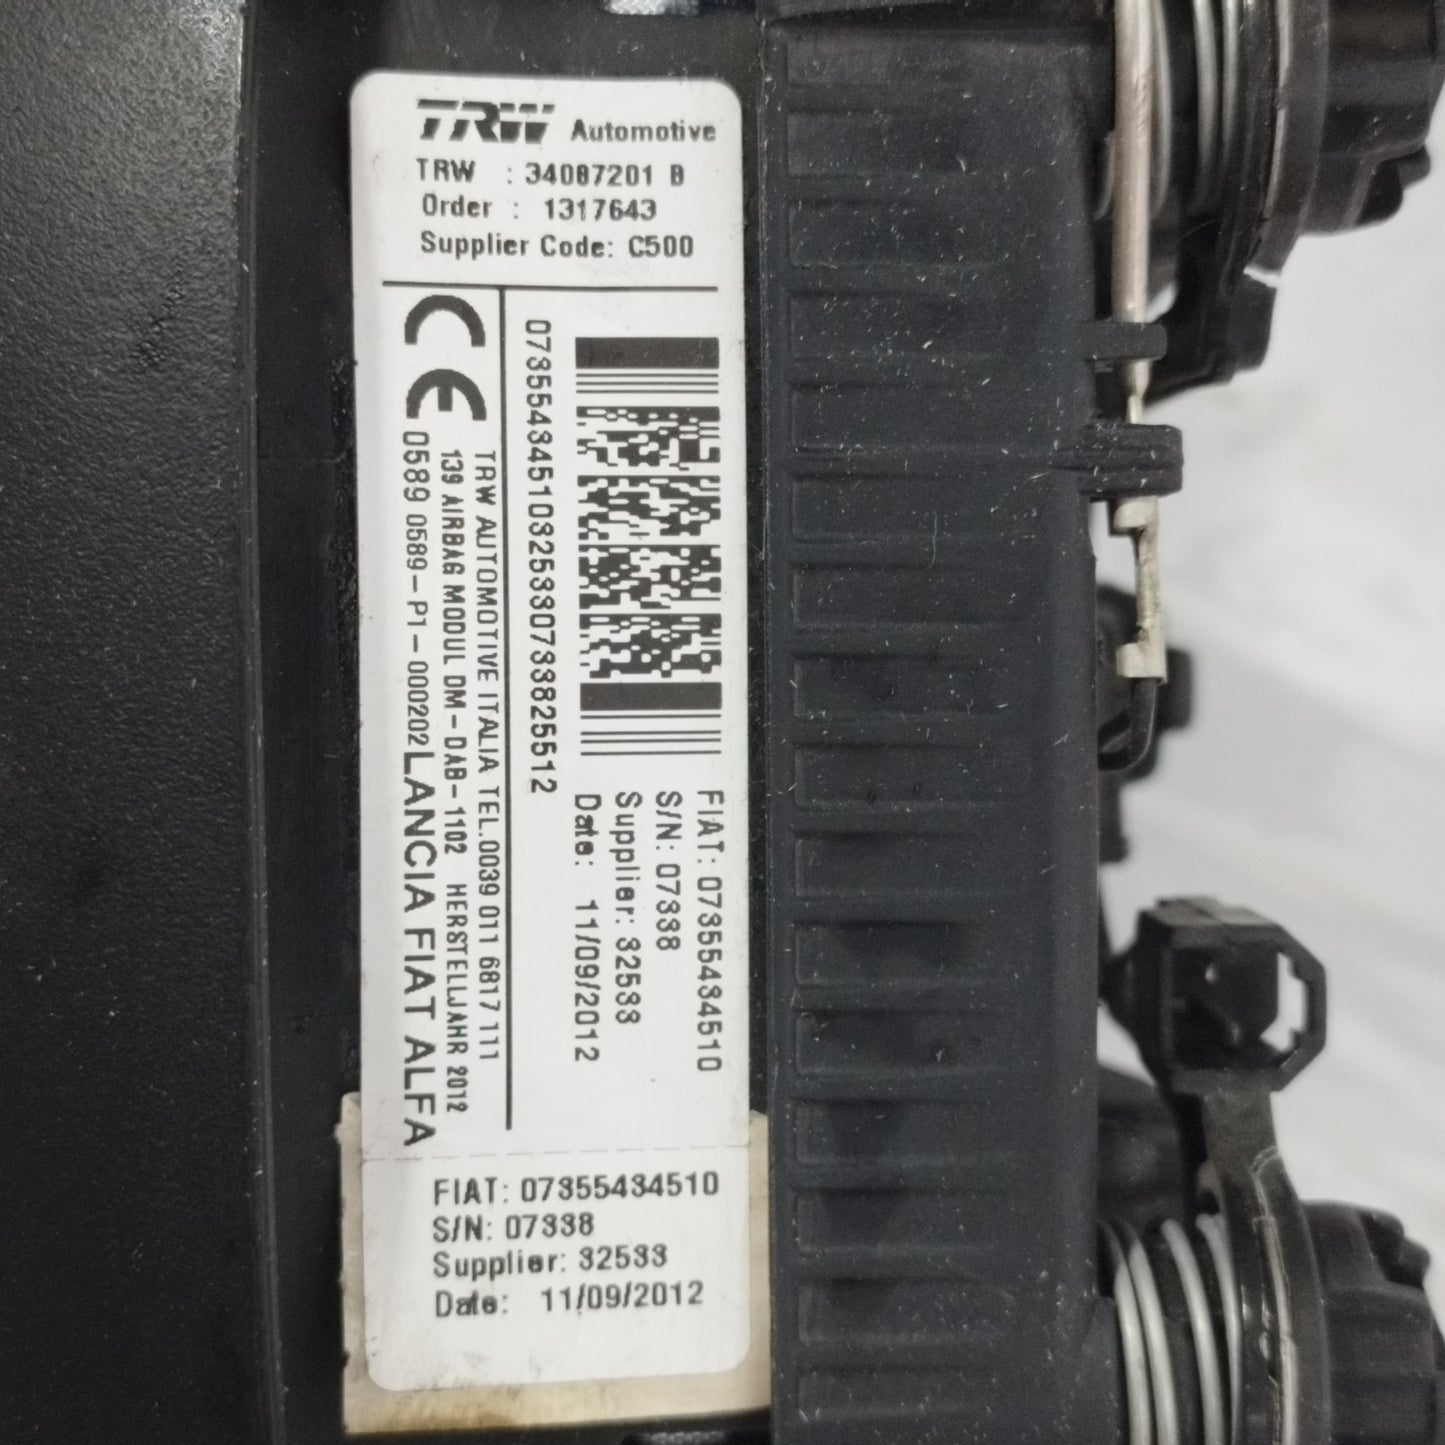 TRW Automotive
TRW : 34087201 B
Order : 1317643
Supplier Code: C500
CE
0589 0589-P1-000202 LANCIA FIAT ALFA
139 AIRBAG MODUL DM-DAB-1102 HERSTELLJAHR 2012
TRW AUTOMOTIVE ITALIA TEL.0039 011 6817 111
07355434510325330733825512
FIAT: 07355434510
S/N: 07338
Supplier: 32533
Date: 11/09/2012
FIAT: 07355434510
S/N: 07338
Supplier: 32533
Date: 11/09/2012